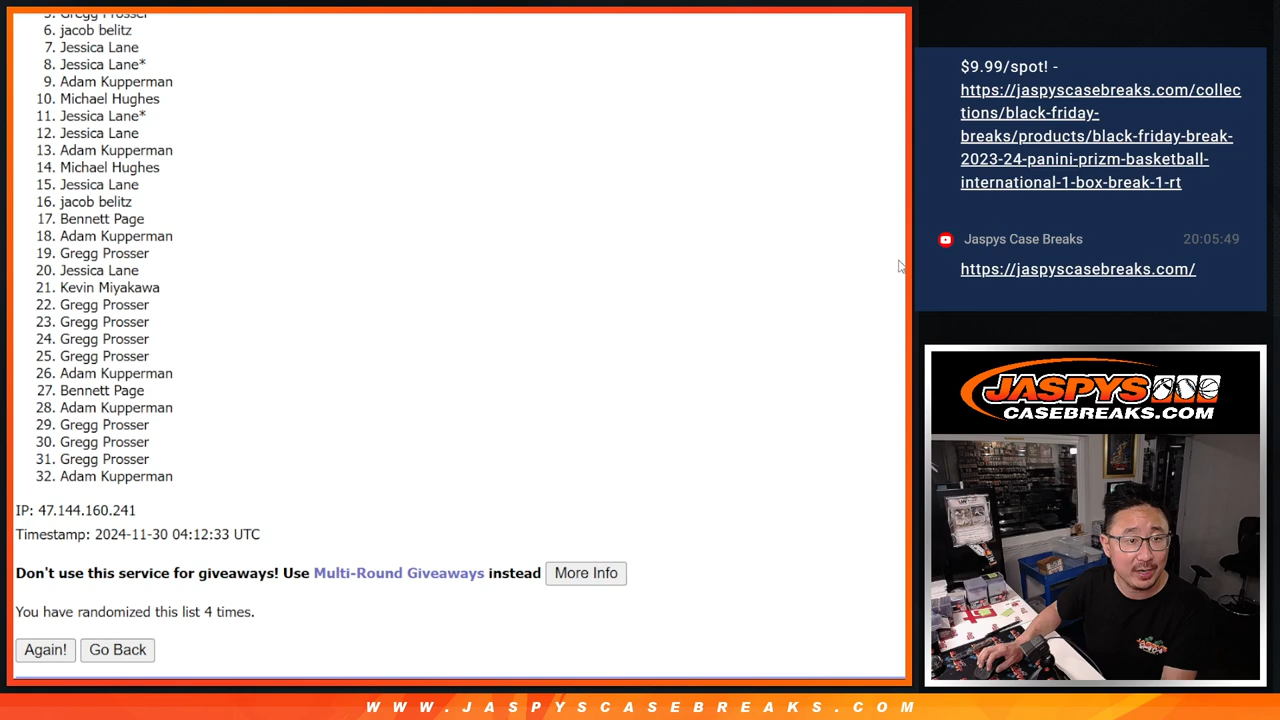 5. Gregg Prosser
6. jacob belitz
7. Jessica Lane
8. Jessica Lane*
9. Adam Kupperman
10. Michael Hughes
11. Jessica Lane*
12. Jessica Lane
13. Adam Kupperman
14. Michael Hughes
15. Jessica Lane
16. jacob belitz
17. Bennett Page
18. Adam Kupperman
19. Gregg Prosser
20. Jessica Lane
21. Kevin Miyakawa
22. Gregg Prosser
23. Gregg Prosser
24. Gregg Prosser
25. Gregg Prosser
26. Adam Kupperman
27. Bennett Page
28. Adam Kupperman
29. Gregg Prosser
30. Gregg Prosser
31. Gregg Prosser
32. Adam Kupperman
IP: 47.144.160.241
Timestamp: 2024-11-30 04:12:33 UTC
Don't use this service for giveaways! Use Multi-Round Giveaways instead More Info
You have randomized this list 4 times.
Again! Go Back
$9.99/spot! -
https://jaspyscasebreaks.com/collec
tions/black-friday-
breaks/products/black-friday-break-
2023-24-panini-prizm-basketball-
international-1-box-break-1-rt
Jaspys Case Breaks 20:05:49
https://jaspyscasebreaks.com/
JASPYS
CASEBREAKS.COM
WWW.JASPYSCASEBREAKS.COM